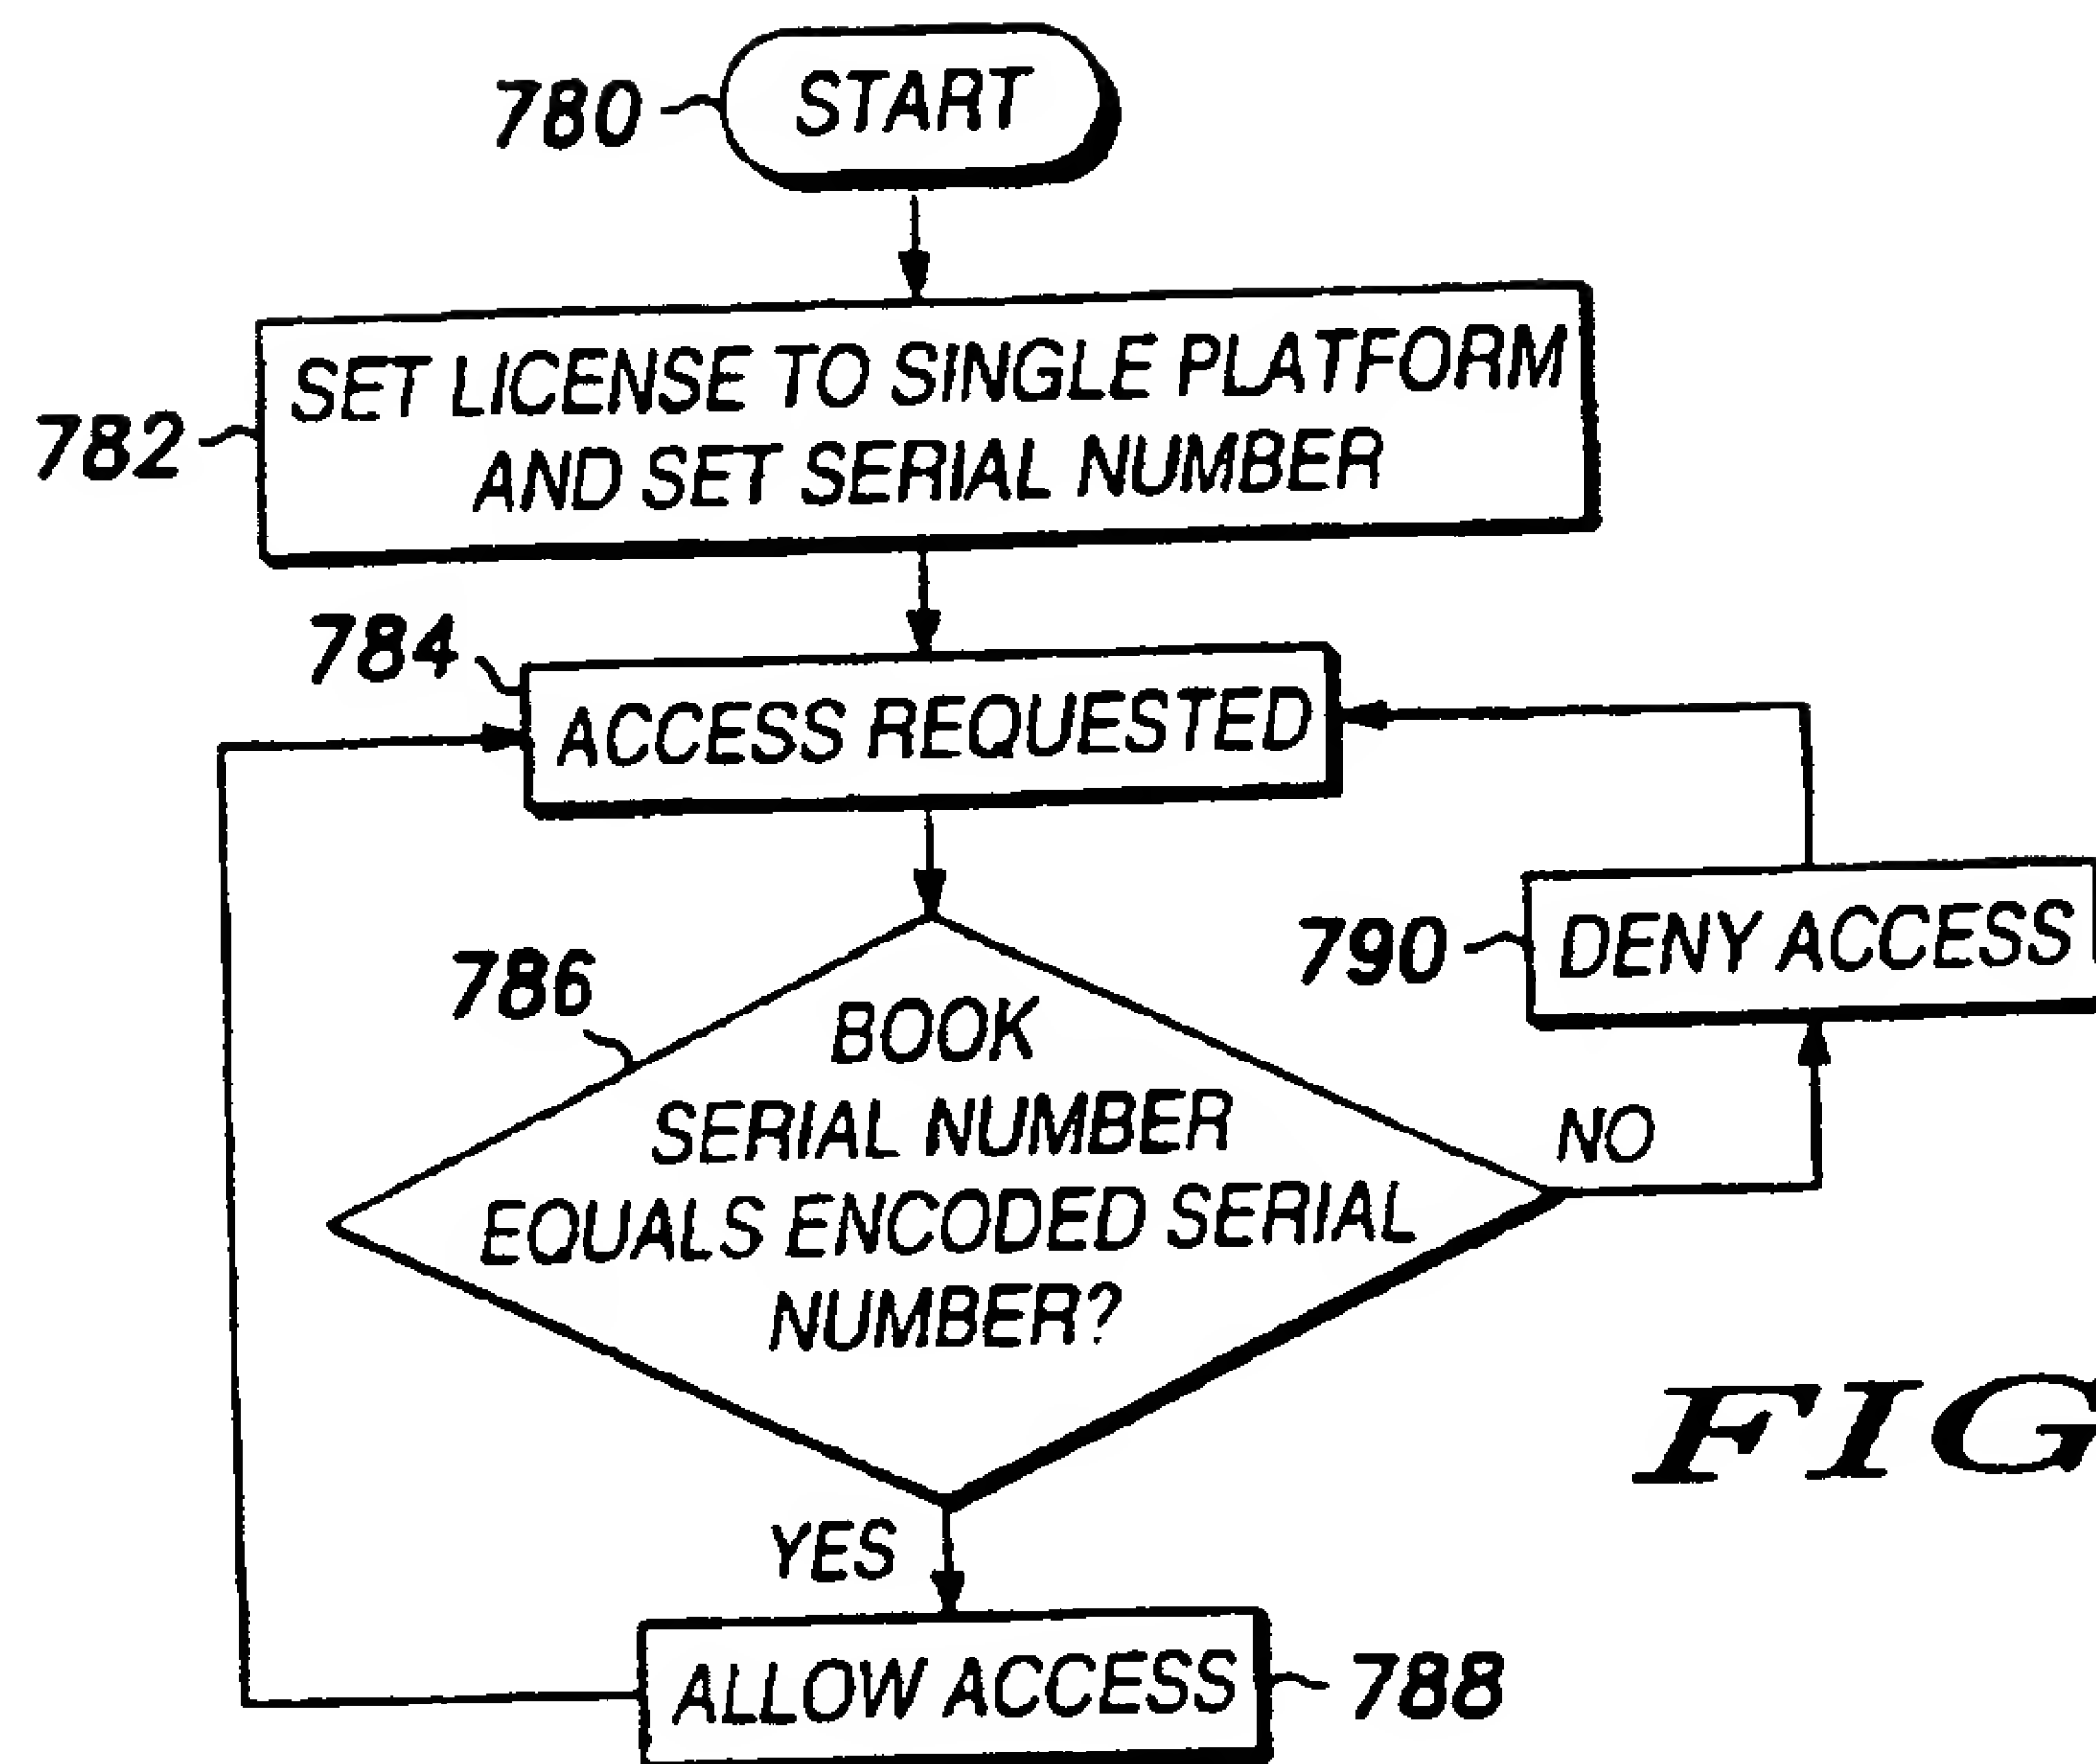 780
START
782
SET LICENSE TO SINGLE PLATFORM
AND SET SERIAL NUMBER
784
ACCESS REQUESTED
790
DENY ACCESS
786
BOOK
SERIAL NUMBER
EQUALS ENCODED SERIAL
NUMBER?
NO
FIG
YES
ALLOW ACCESS
788